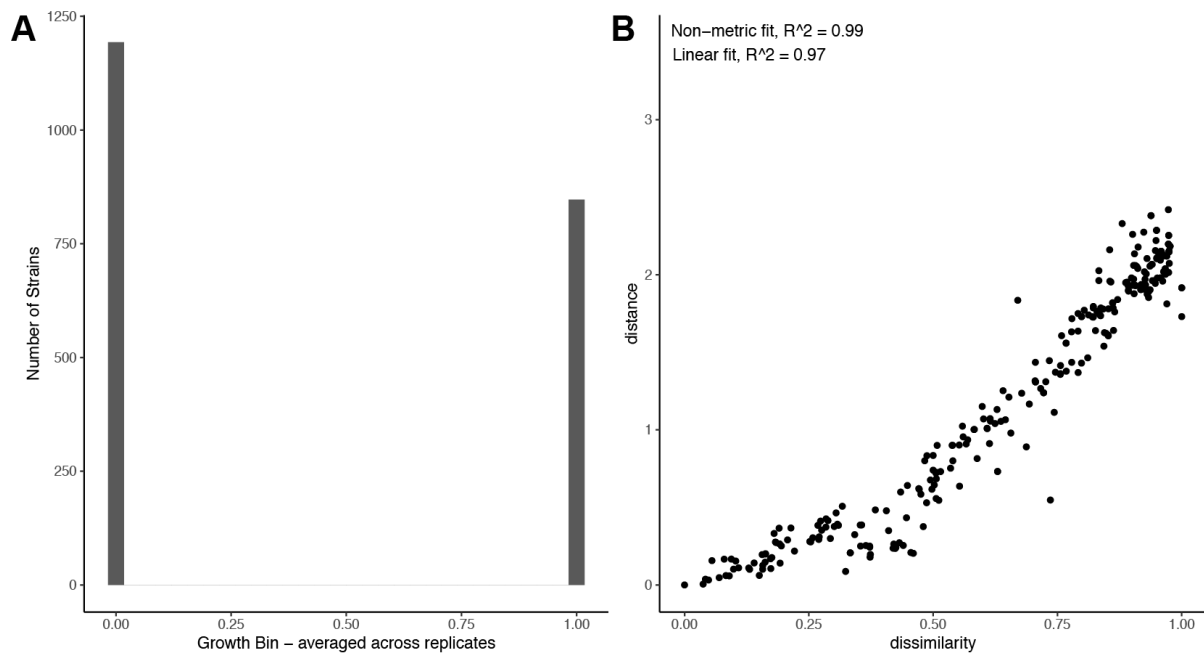 A
1250
1000
750
500
250
0
Number of Strains
0.00 0.25 0.50 0.75 1.00
Growth Bin – averaged across replicates
B
Non-metric fit, R^2 = 0.99
Linear fit, R^2 = 0.97
3
2
1
0
distance
0.00 0.25 0.50 0.75 1.00
dissimilarity